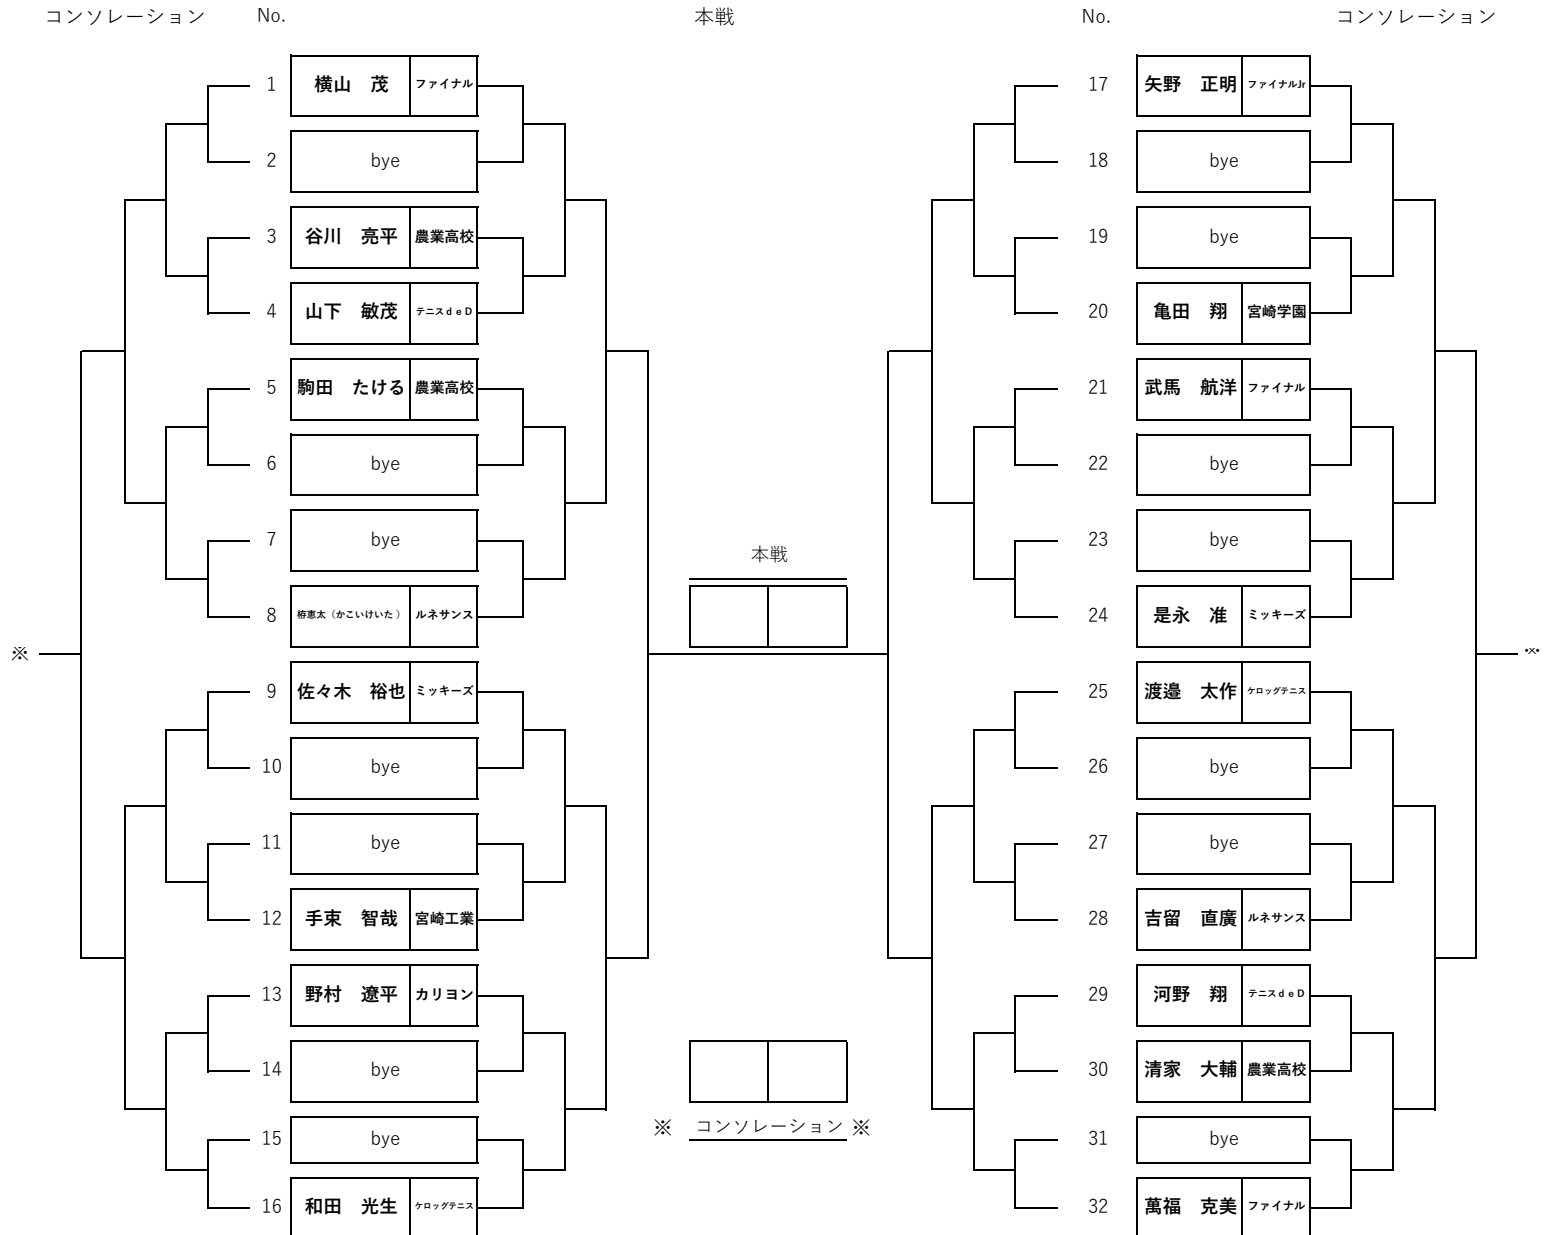 コンソレーション No. 本戦 No. コンソレーション
1 横山 茂 ファイナル 17 矢野 正明 ファイナルJr
2 bye 18 bye
3 谷川 亮平 農業高校 19 bye
4 山下 敏茂 テニスdeD 20 亀田 翔 宮崎学園
5 駒田 たける 農業高校 21 武馬 航洋 ファイナル
6 bye 22 bye
7 bye 23 bye
本戦
8 栫恵太（かこいけいた） ルネサンス 24 是永 准 ミッキーズ
※ ※
9 佐々木 裕也 ミッキーズ 25 渡邉 太作 ケロッグテニス
10 bye 26 bye
11 bye 27 bye
12 手束 智哉 宮崎工業 28 吉留 直廣 ルネサンス
13 野村 遼平 カリヨン 29 河野 翔 テニスdeD
14 bye 30 清家 大輔 農業高校
※ コンソレーション ※
15 bye 31 bye
16 和田 光生 ケロッグテニス 32 萬福 克美 ファイナル